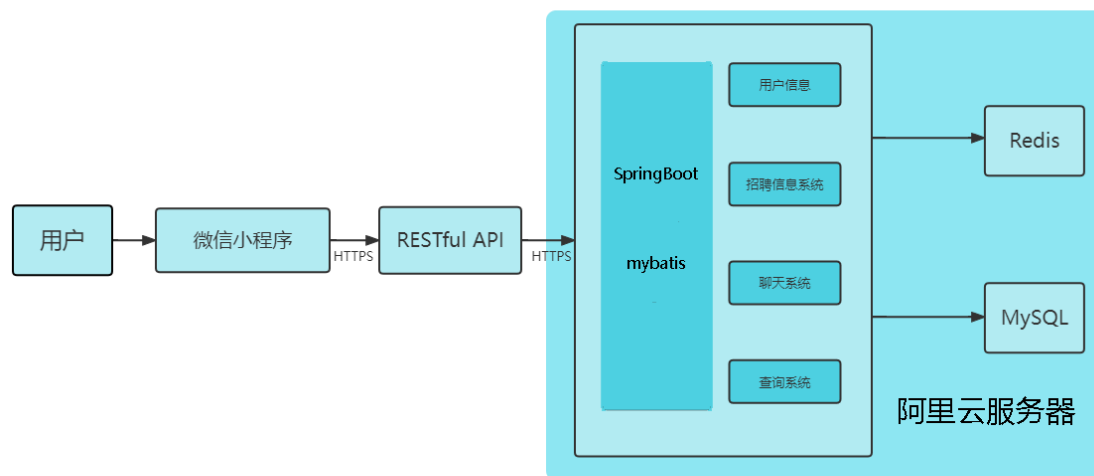 用户
微信小程序
HTTPS
RESTful API
HTTPS
SpringBoot
mybatis
用户信息
招聘信息系统
聊天系统
查询系统
Redis
MySQL
阿里云服务器